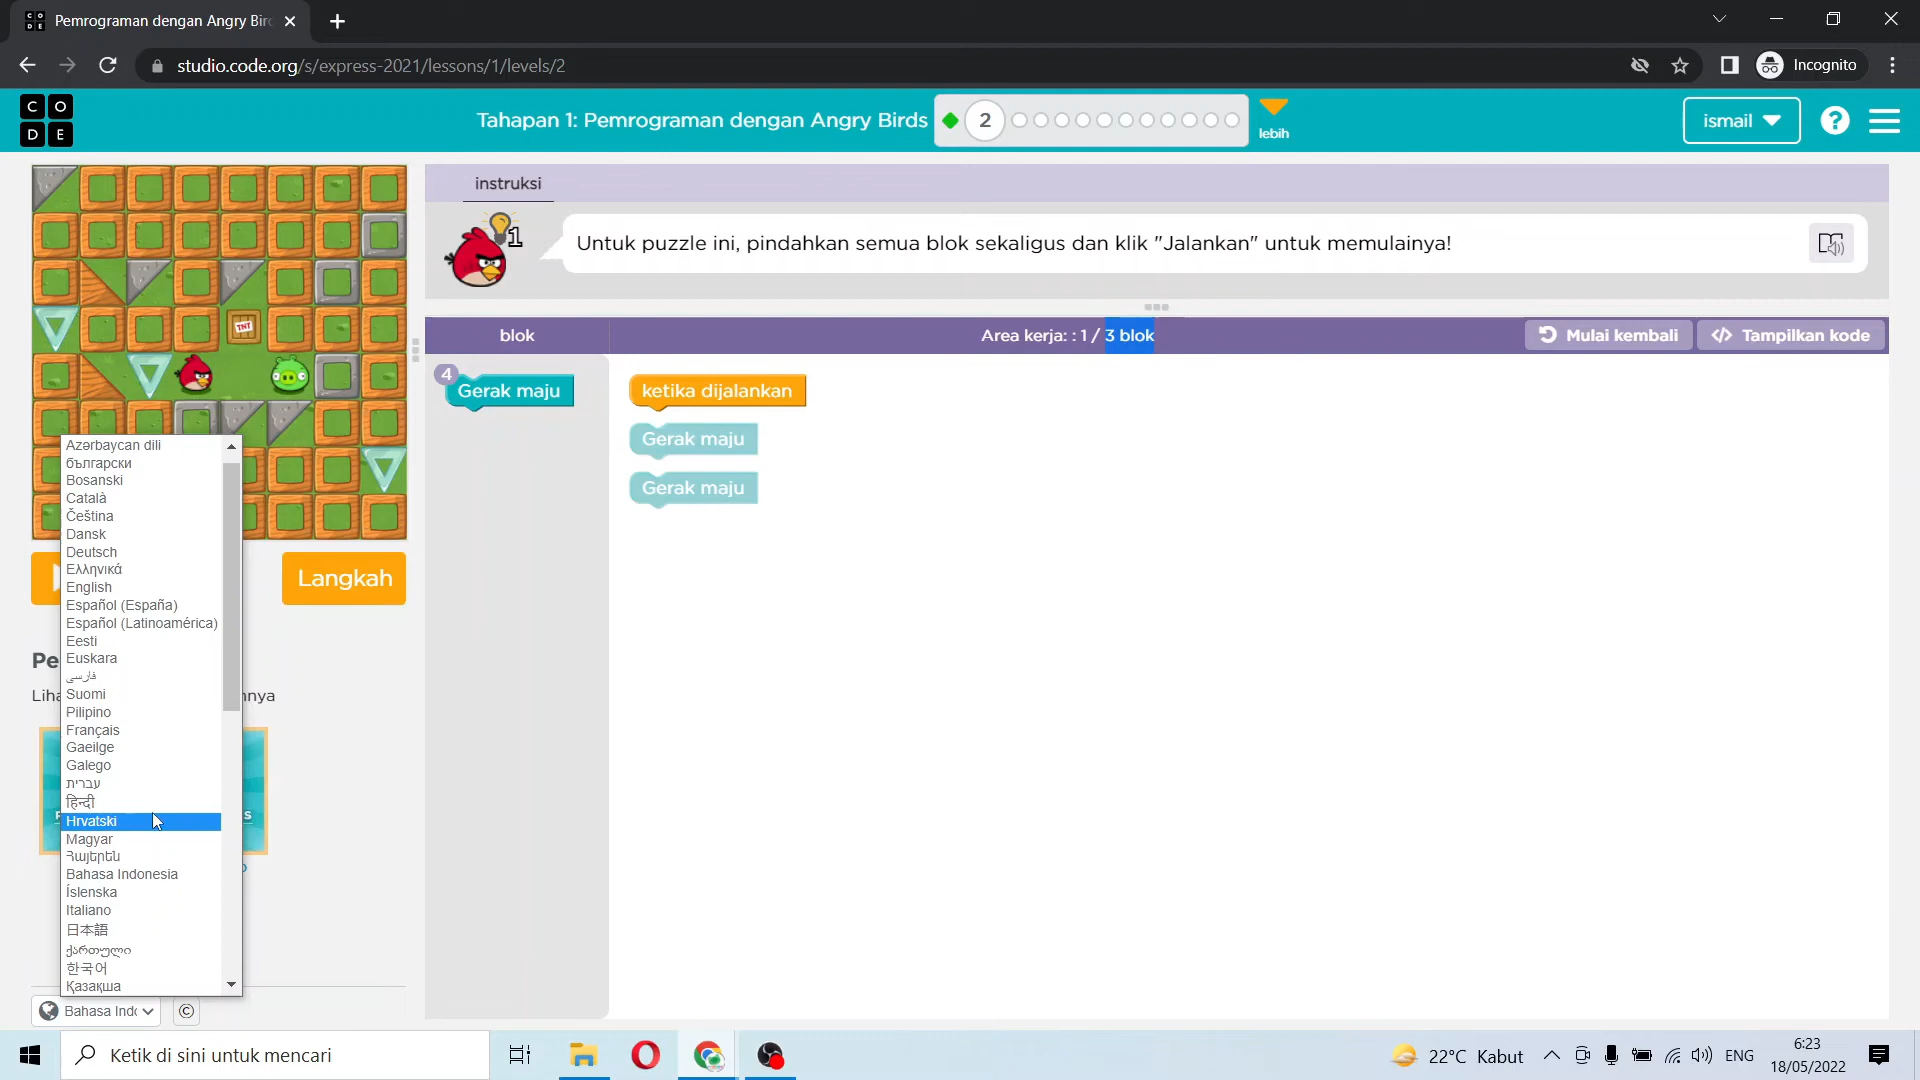 Pemrograman dengan Angry Bir
studio.code.org/s/express-2021/lessons/1/levels/2
Incognito
C O
D E
Tahapan 1: Pemrograman dengan Angry Birds
2
lebih
ismail
?
instruksi
1
Untuk puzzle ini, pindahkan semua blok sekaligus dan klik "Jalankan" untuk memulainya!
blok
Area kerja: : 1 / 3 blok
Mulai kembali
Tampilkan kode
TNT
4
Gerak maju
ketika dijalankan
Gerak maju
Gerak maju
Langkah
Azərbaycan dili
български
Bosanski
Català
Čeština
Dansk
Deutsch
Ελληνικά
English
Español (España)
Español (Latinoamérica)
Eesti
Euskara
فارسی
Suomi
Pilipino
Français
Gaeilge
Galego
עברית
हिन्दी
Hrvatski
Magyar
Հայերեն
Bahasa Indonesia
Íslenska
Italiano
日本語
ქართული
한국어
Қазақша
Pe
Liha
nnya
Bahasa Indo
©
Ketik di sini untuk mencari
22°C Kabut
ENG
6:23
18/05/2022